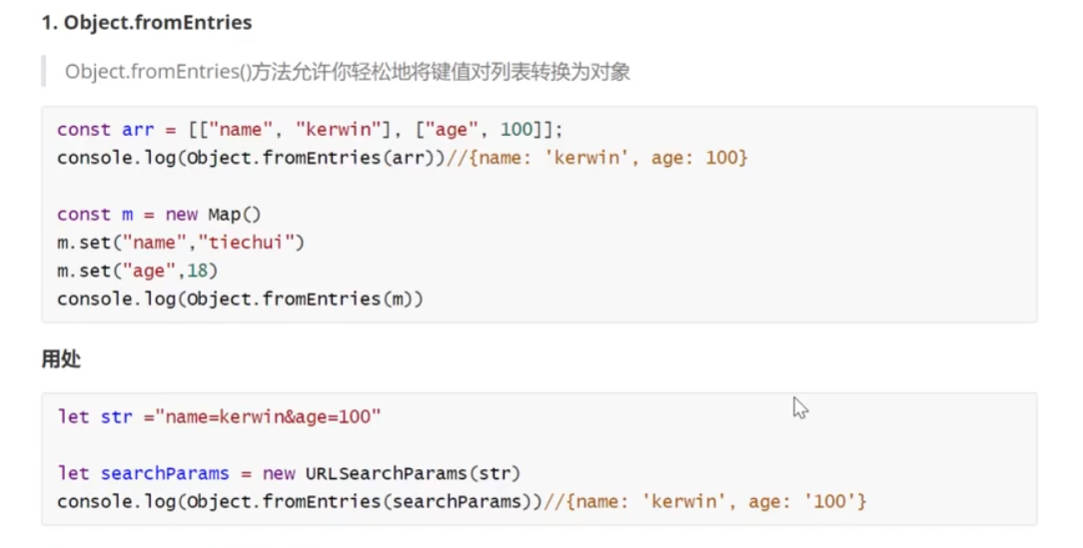 1. Object.fromEntries
Object.fromEntries()方法允许你轻松地将键值对列表转换为对象
const arr = [["name", "kerwin"], ["age", 100]];
console.log(Object.fromEntries(arr))//{name: 'kerwin', age: 100}
const m = new Map()
m.set("name","tiechui")
m.set("age",18)
console.log(Object.fromEntries(m))
用处
let str ="name=kerwin&age=100"
let searchParams = new URLSearchParams(str)
console.log(Object.fromEntries(searchParams))//{name: 'kerwin', age: '100'}